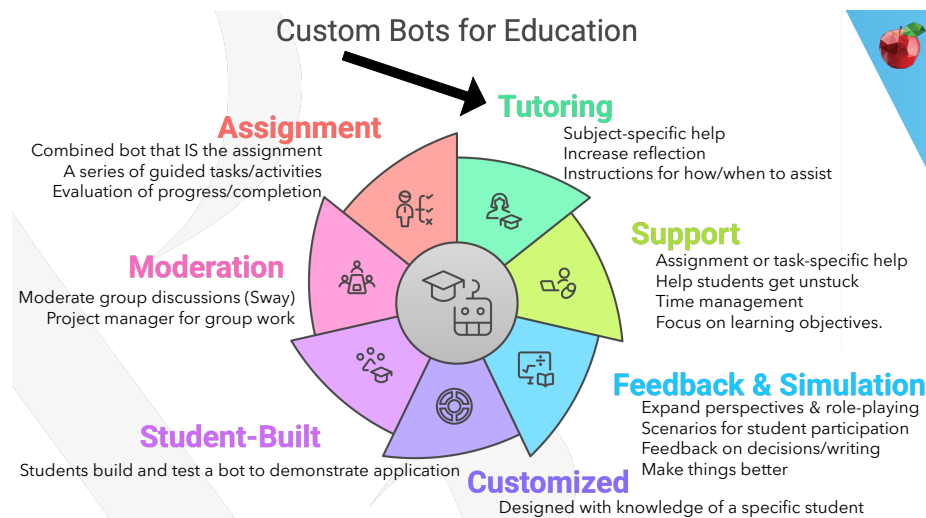 Custom Bots for Education
Tutoring
Subject-specific help
Increase reflection
Instructions for how/when to assist
Support
Assignment or task-specific help
Help students get unstuck
Time management
Focus on learning objectives.
Feedback & Simulation
Expand perspectives & role-playing
Scenarios for student participation
Feedback on decisions/writing
Make things better
Customized
Designed with knowledge of a specific student
Student-Built
Students build and test a bot to demonstrate application
Moderation
Moderate group discussions (Sway)
Project manager for group work
Assignment
Combined bot that IS the assignment
A series of guided tasks/activities
Evaluation of progress/completion